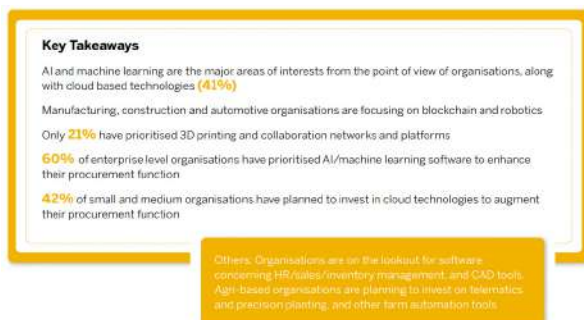 Key Takeaways
AI and machine learning are the major areas of interests from the point of view of organisations, along
with cloud based technologies (41%)
Manufacturing, construction and automotive organisations are focusing on blockchain and robotics
Only 21% have prioritised 3D printing and collaboration networks and platforms
60% of enterprise level organisations have prioritised AI/machine learning software to enhance
their procurement function
42% of small and medium organisations have planned to invest in cloud technologies to augment
their procurement function
Others: Organisations are on the lookout for software
concerning HR/sales/inventory management, and CAD tools.
Agri-based organisations are planning to invest on telematics
and precision planting, and other farm automation tools